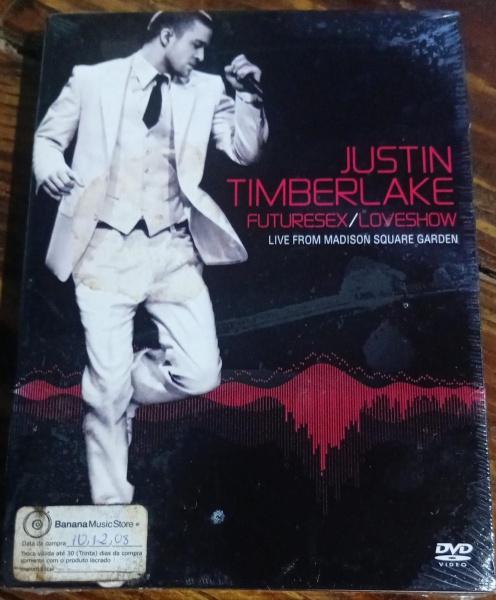 JUSTIN
TIMBERLAKE
FUTURESEX/LOVESHOW
LIVE FROM MADISON SQUARE GARDEN
Banana Music Store
Data da compra 10,12,08
Troca válida até 30 (Trinta) dias da compra
somente com o produto lacrado
DVD
VIDEO